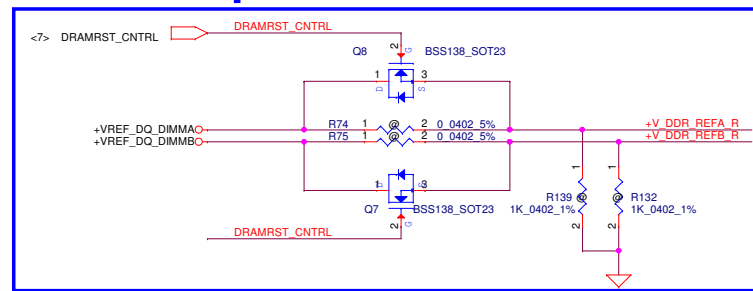 DRAMRST_CNTRL
<7> DRAMRST_CNTRL
Q8 2 G BSS138_SOT23
1 D S 3
+VREF_DQ_DIMMA R74 1 @ 2 0_0402_5% +V_DDR_REFA_R
+VREF_DQ_DIMMB R75 1 @ 2 0_0402_5% +V_DDR_REFB_R
1 D S 3
Q7 2 G BSS138_SOT23
DRAMRST_CNTRL
1 1
R139 @ @ R132
1K_0402_1% 1K_0402_1%
2 2